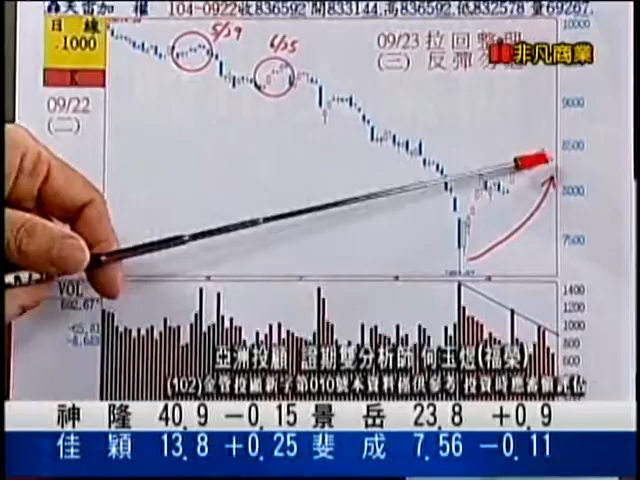 加權 104-0922收836592 開833144,高836592,低832578 量69267
日線
.1000
K
5/29
6/25
09/23 拉回整理
(三) 反彈
非凡商業
09/22
(二)
10000
9000
8500
8000
7500
VOL
1400
1200
1000
800
600
亞洲投顧 證期雙分析師 何玉煜(福榮)
(102)金管投顧新字第010號本資料僅供參考 投資時應審慎評估
神隆 40.9 -0.15 景岳 23.8 +0.9
佳穎 13.8 +0.25 斐成 7.56 -0.11